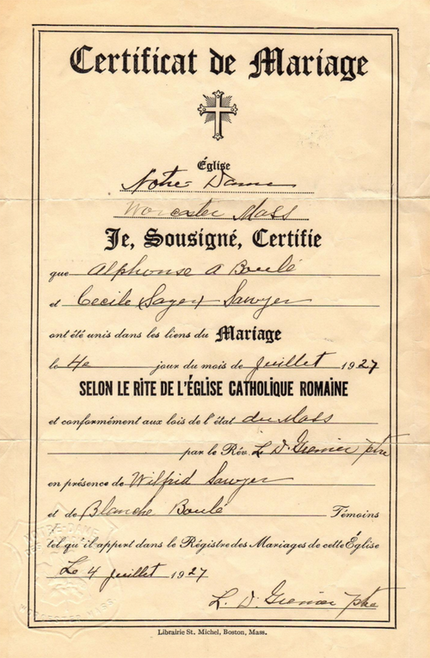 Certificat de Mariage
Église
Notre-Dame
Worcester Mass
Je, Sousigné, Certifie
que Alphonse A Boulé
et Cecile (Sayer) Sawyer
ont été unis dans les liens du Mariage
le 4e jour du mois de Juillet 1927
SELON LE RITE DE L'ÉGLISE CATHOLIQUE ROMAINE
et conformément aux lois de l'état du Mass
par le Rév. L. D. Grenier ptre
en présence de Wilfrid Sawyer
et de Blanche Boulé Témoins
tel qu'il appert dans le Régistre des Mariages de cette Église
Le 4 Juillet 1927
L. D. Grenier ptre
Librairie St. Michel, Boston, Mass.